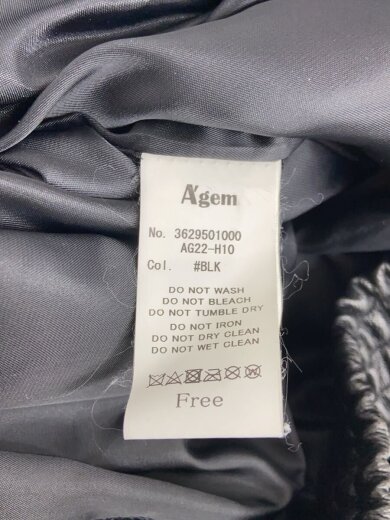 A'gem
No. 3629501000
AG22-H10
Col. #BLK
DO NOT WASH
DO NOT BLEACH
DO NOT TUMBLE DRY
DO NOT IRON
DO NOT DRY CLEAN
DO NOT WET CLEAN
Free